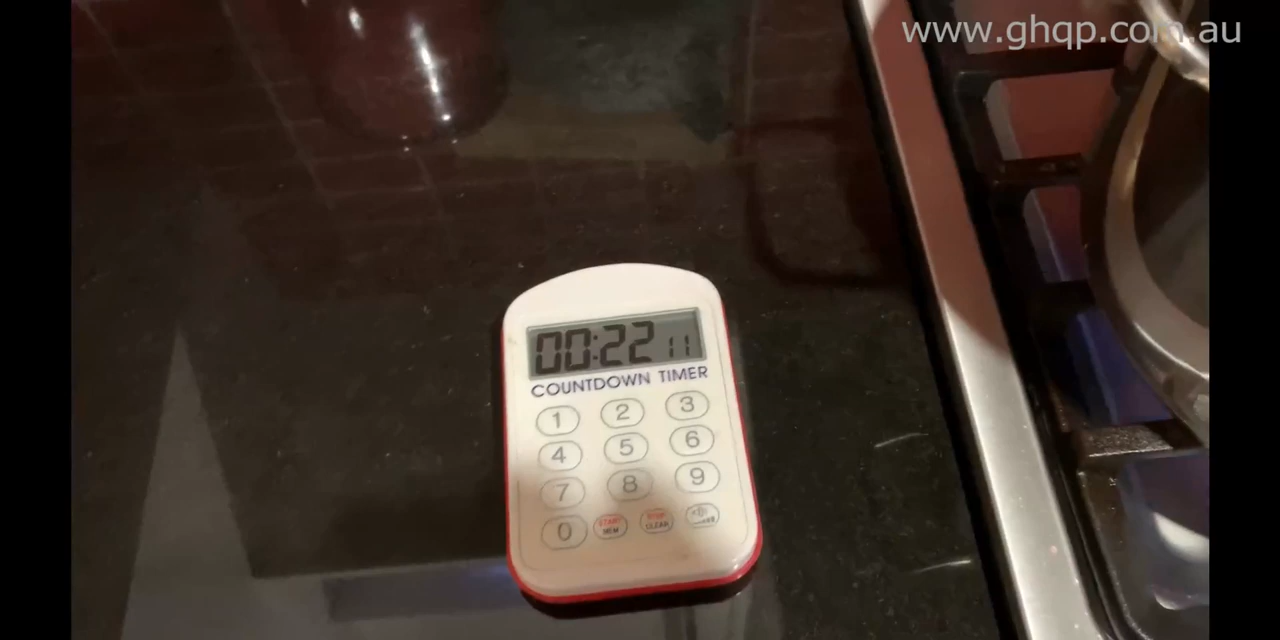 www.ghqp.com.au
00:22 11
COUNTDOWN TIMER
1 2 3
4 5 6
7 8 9
0 START MEM STOP CLEAR